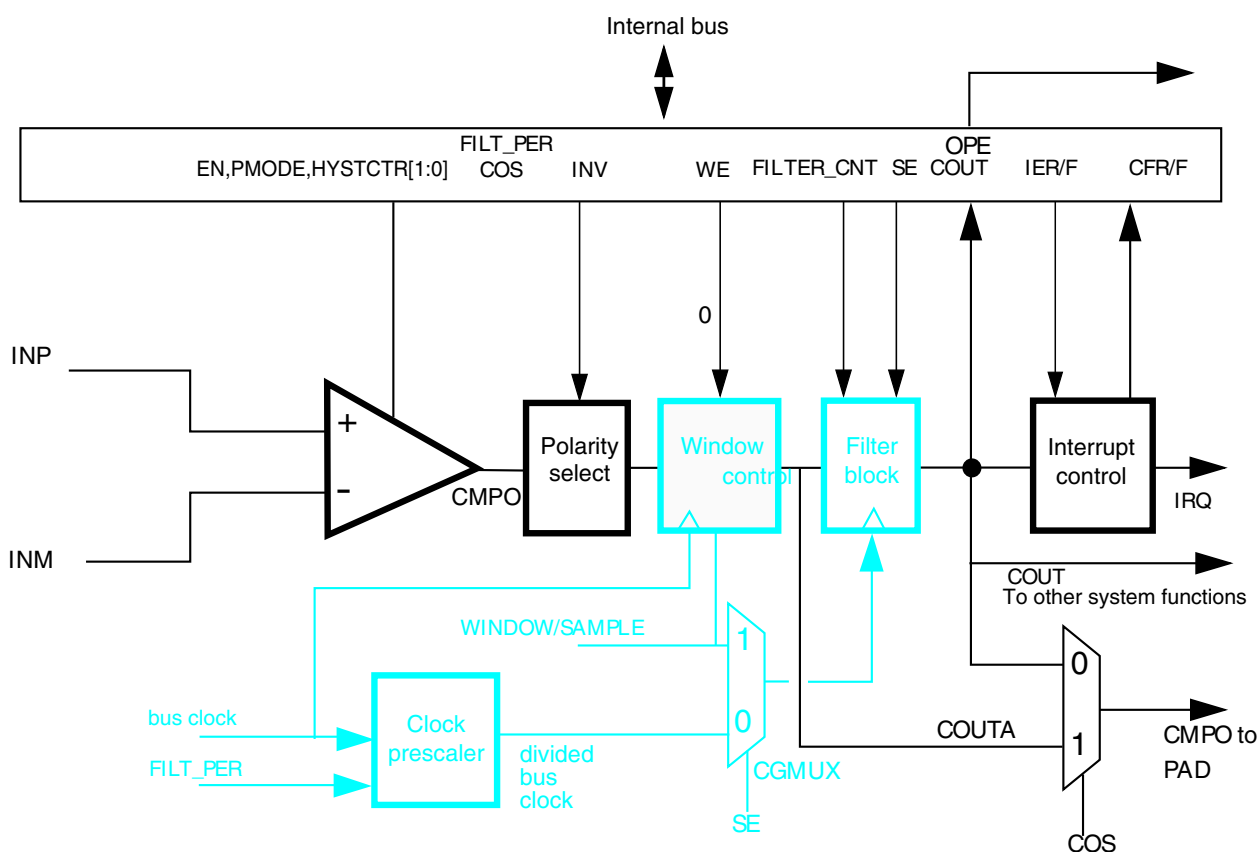 Internal bus
FILT_PER
OPE
EN,PMODE,HYSTCTR[1:0] COS INV WE FILTER_CNT SE COUT IER/F CFR/F
0
INP
+
-
INM
CMPO
Polarity
select
Window
control
Filter
block
Interrupt
control
IRQ
COUT
To other system functions
WINDOW/SAMPLE
1
0
bus clock
FILT_PER
Clock
prescaler
divided
bus
clock
CGMUX
SE
COUTA
0
1
CMPO to
PAD
COS